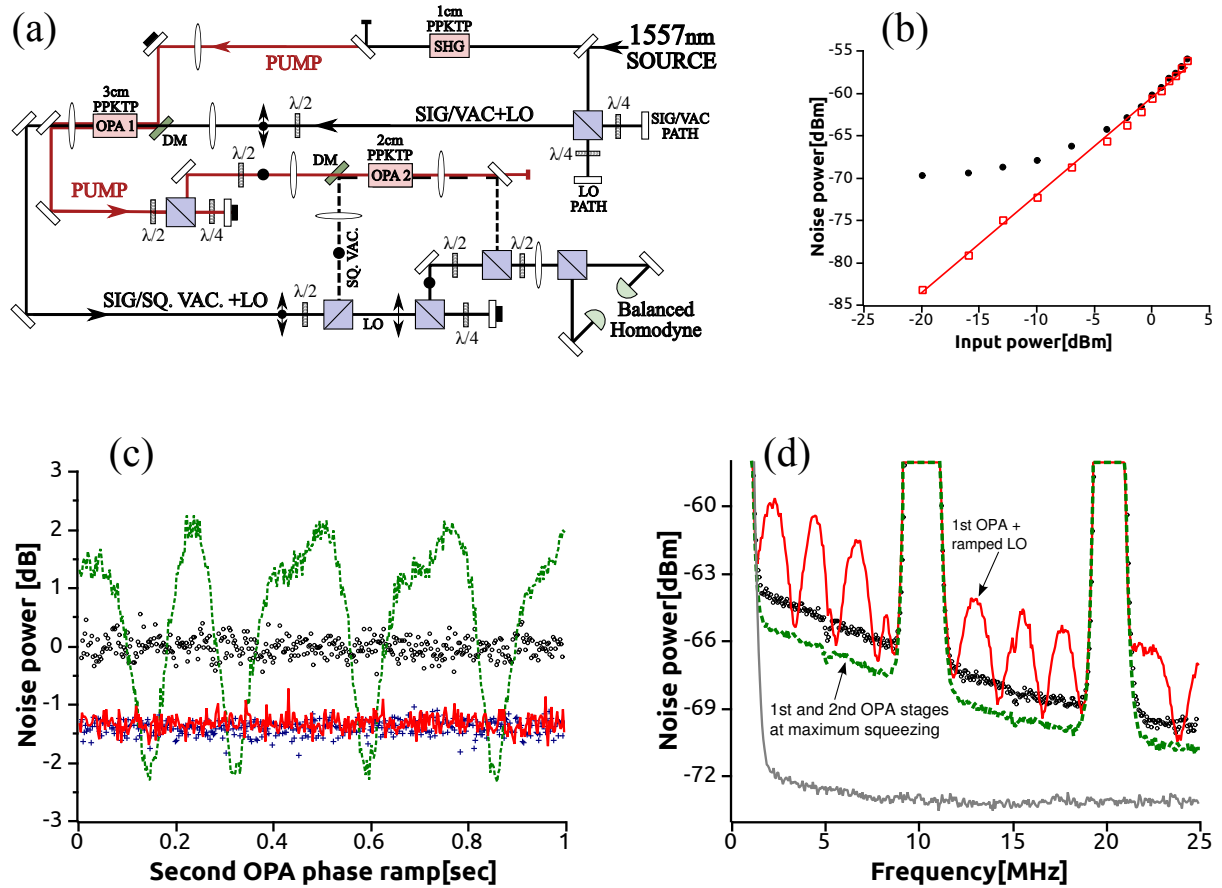 (a)
1cm
PPKTP
SHG
1557nm
SOURCE
PUMP
3cm
PPKTP
OPA 1
DM
λ/2
SIG/VAC+LO
λ/4
SIG/VAC
PATH
λ/4
LO
PATH
λ/2
DM
2cm
PPKTP
OPA 2
PUMP
λ/2
λ/4
SQ. VAC.
λ/2
λ/2
SIG/SQ. VAC. +LO
λ/2
LO
λ/4
Balanced
Homodyne
(b)
Noise power[dBm]
-55
-60
-65
-70
-75
-80
-85
-25
-20
-15
-10
-5
0
5
Input power[dBm]
(c)
Noise power [dB]
3
2
1
0
-1
-2
-3
0
0.2
0.4
0.6
0.8
1
Second OPA phase ramp[sec]
(d)
Noise power[dBm]
-60
-63
-66
-69
-72
1st OPA +
ramped LO
1st and 2nd OPA stages
at maximum squeezing
0
5
10
15
20
25
Frequency[MHz]